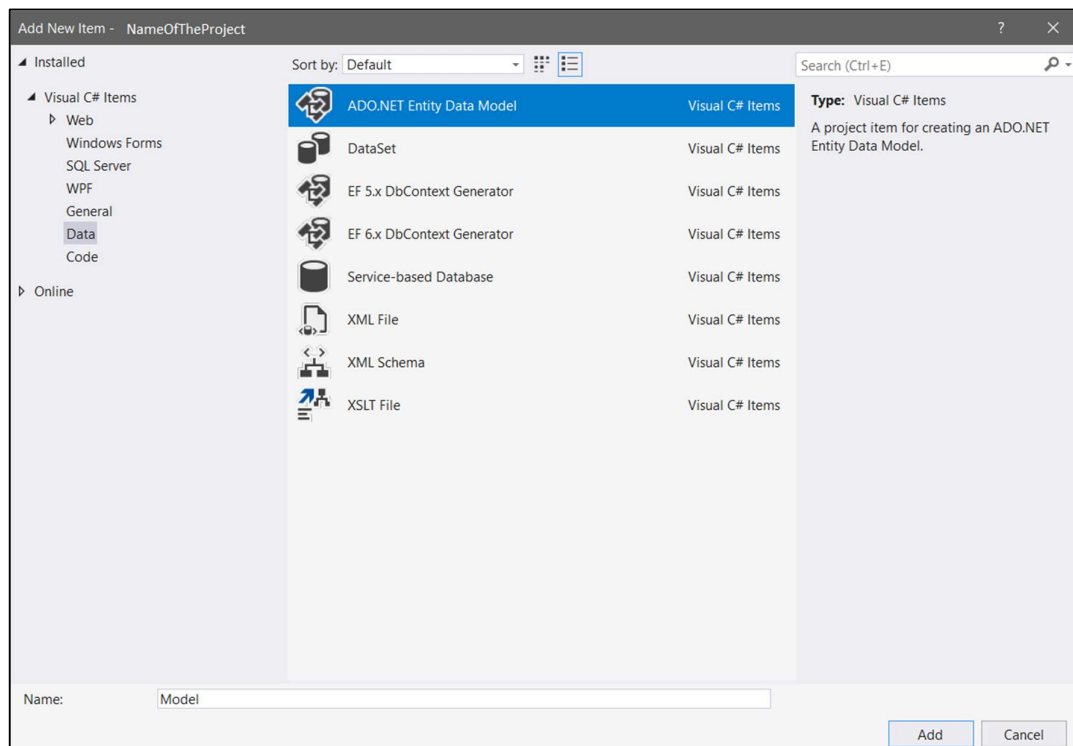 Add New Item - NameOfTheProject
?
Installed
Sort by: Default
Search (Ctrl+E)
Visual C# Items
Web
Windows Forms
SQL Server
WPF
General
Data
Code
Online
ADO.NET Entity Data Model Visual C# Items
DataSet Visual C# Items
EF 5.x DbContext Generator Visual C# Items
EF 6.x DbContext Generator Visual C# Items
Service-based Database Visual C# Items
XML File Visual C# Items
XML Schema Visual C# Items
XSLT File Visual C# Items
Type: Visual C# Items
A project item for creating an ADO.NET
Entity Data Model.
Name: Model
Add Cancel